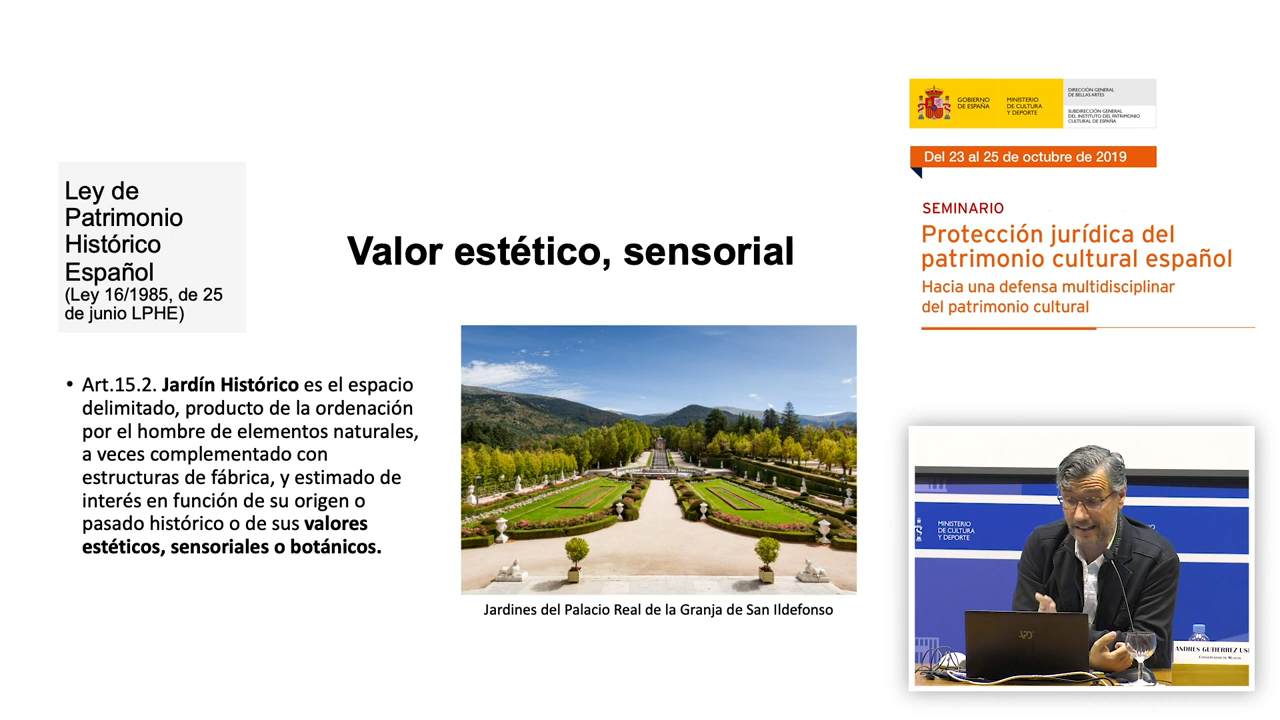 Ley de
Patrimonio
Histórico
Español
(Ley 16/1985, de 25
de junio LPHE)
Valor estético, sensorial
• Art.15.2. Jardín Histórico es el espacio
delimitado, producto de la ordenación
por el hombre de elementos naturales,
a veces complementado con
estructuras de fábrica, y estimado de
interés en función de su origen o
pasado histórico o de sus valores
estéticos, sensoriales o botánicos.
Jardines del Palacio Real de la Granja de San Ildefonso
GOBIERNO
DE ESPAÑA
MINISTERIO
DE CULTURA
Y DEPORTE
DIRECCIÓN GENERAL
DE BELLAS ARTES
SUBDIRECCIÓN GENERAL
DEL INSTITUTO DEL PATRIMONIO
CULTURAL DE ESPAÑA
Del 23 al 25 de octubre de 2019
SEMINARIO
Protección jurídica del
patrimonio cultural español
Hacia una defensa multidisciplinar
del patrimonio cultural
MINISTERIO
DE CULTURA
Y DEPORTE
ANDRÉS GUTIÉRREZ US
Conservador de Museos